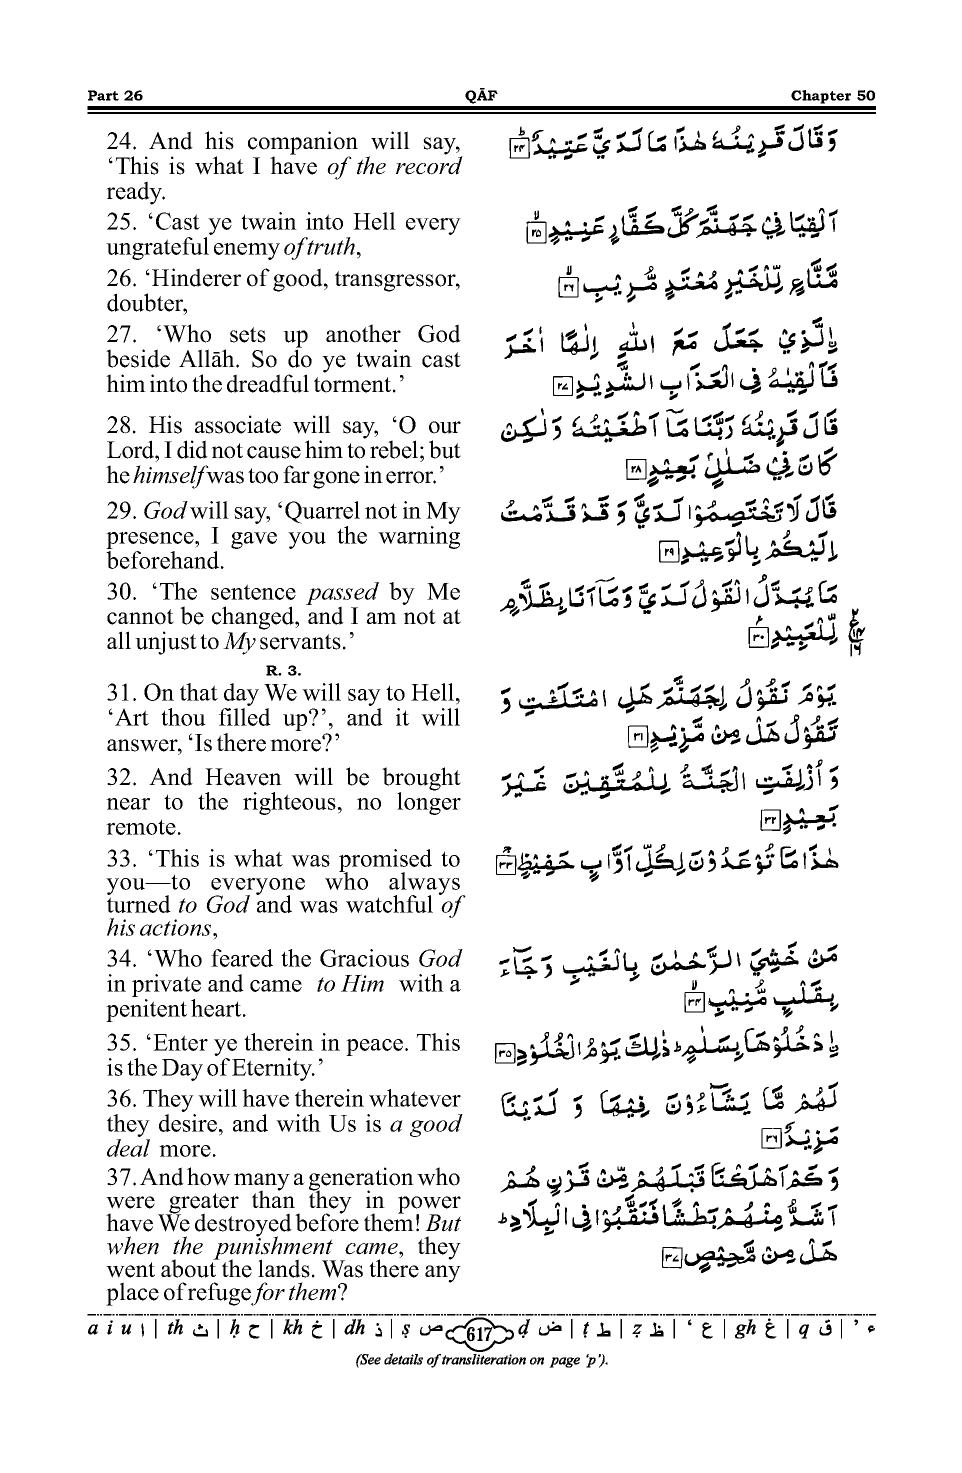 Part 26 QĀF Chapter 50
24. And his companion will say,
‘This is what I have of the record
ready.
وَقَالَ قَرِيْنُهٗ هٰذَا مَا لَدَيَّ عَتِيْدٌؕ۝۲۴
25. ‘Cast ye twain into Hell every
ungrateful enemy of truth,
اَلْقِيَا فِيْ جَهَنَّمَ كُلَّ كَفَّارٍ عَنِيْدٍۙ۝۲۵
26. ‘Hinderer of good, transgressor,
doubter,
مَّنَّاعٍ لِّلْخَيْرِ مُعْتَدٍ مُّرِيْبٍۙ۝۲۶
27. ‘Who sets up another God
beside Allāh. So do ye twain cast
him into the dreadful torment.’
اِلَّذِيْ جَعَلَ مَعَ اللّٰهِ اِلٰهًا اٰخَرَ
فَاَلْقِيٰهُ فِي الْعَذَابِ الشَّدِيْدِ۝۲۷
28. His associate will say, ‘O our
Lord, I did not cause him to rebel; but
he himself was too far gone in error.’
قَالَ قَرِيْنُهٗ رَبَّنَا مَاۤ اَطْغَيْتُهٗ وَلٰكِنْ
كَانَ فِيْ ضَلٰلٍۭ بَعِيْدٍ۝۲۸
29. God will say, ‘Quarrel not in My
presence, I gave you the warning
beforehand.
قَالَ لَا تَخْتَصِمُوْا لَدَيَّ وَ قَدْ قَدَّمْتُ
اِلَيْكُمْ بِالْوَعِيْدِ۝۲۹
30. ‘The sentence passed by Me
cannot be changed, and I am not at
all unjust to My servants.’
مَا يُبَدَّلُ الْقَوْلُ لَدَيَّ وَمَاۤ اَنَا بِظَلَّامٍ
لِّلْعَبِيْدِ۝۳۰
R. 3.
31. On that day We will say to Hell,
‘Art thou filled up?’, and it will
answer, ‘Is there more?’
يَوْمَ نَقُوْلُ لِجَهَنَّمَ هَلِ امْتَلَئْتِ وَ
تَقُوْلُ هَلْ مِنْ مَّزِيْدٍ۝۳۱
32. And Heaven will be brought
near to the righteous, no longer
remote.
وَ اُزْلِفَتِ الْجَنَّةُ لِلْمُتَّقِيْنَ غَيْرَ
بَعِيْدٍ۝۳۲
33. ‘This is what was promised to
you—to everyone who always
turned to God and was watchful of
his actions,
هٰذَا مَا تُوْعَدُوْنَ لِكُلِّ اَوَّابٍ حَفِيْظٍۚ۝۳۳
34. ‘Who feared the Gracious God
in private and came to Him with a
penitent heart.
مَنْ خَشِيَ الرَّحْمٰنَ بِالْغَيْبِ وَجَآءَ
بِقَلْبٍ مُّنِيْبٍۙ۝۳۴
35. ‘Enter ye therein in peace. This
is the Day of Eternity.’
اِدْخُلُوْهَا بِسَلٰمٍؕ ذٰلِكَ يَوْمُ الْخُلُوْدِ۝۳۵
36. They will have therein whatever
they desire, and with Us is a good
deal more.
لَهُمْ مَّا يَشَآءُوْنَ فِيْهَا وَ لَدَيْنَا
مَزِيْدٌ۝۳۶
37. And how many a generation who
were greater than they in power
have We destroyed before them! But
when the punishment came, they
went about the lands. Was there any
place of refuge for them?
وَ كَمْ اَهْلَكْنَا قَبْلَهُمْ مِّنْ قَرْنٍ هُمْ
اَشَدُّ مِنْهُمْ بَطْشًا فَنَقَّبُوْا فِي الْبِلَادِؕ
هَلْ مِنْ مَّحِيْصٍ۝۳۷
a i u ا | th ث | ḥ ح | kh خ | dh ذ | ṣ ص 617 ḍ ض | ṭ ط | ẓ ظ | ‘ ع | gh غ | q ق | ’ ء
(See details of transliteration on page ‘p’).